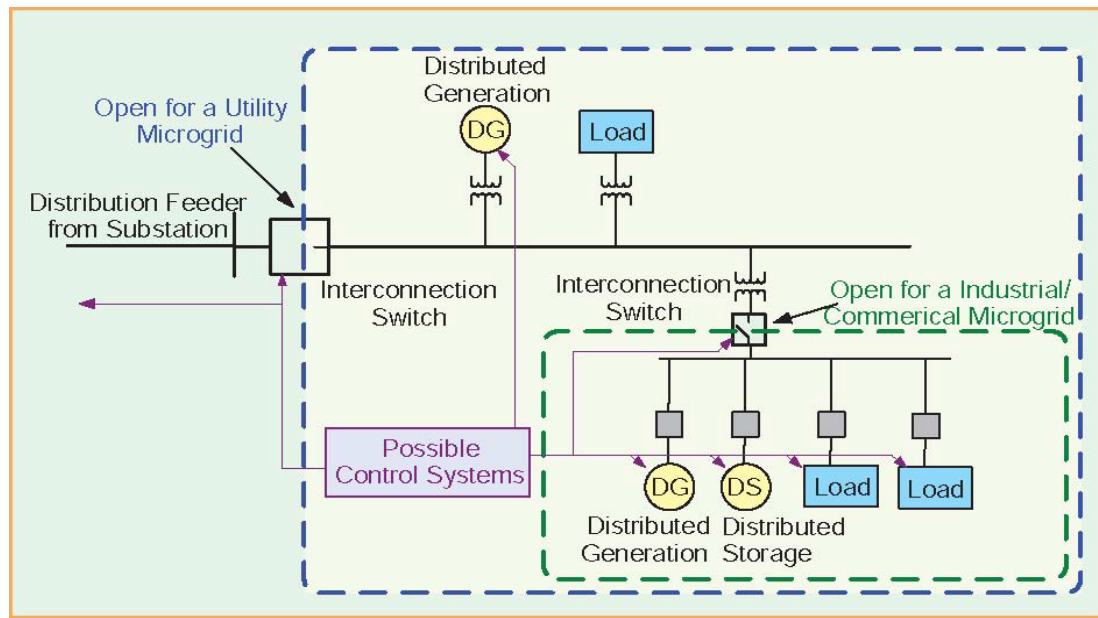 Distributed
Generation
DG
Load
Open for a Utility
Microgrid
Distribution Feeder
from Substation
Interconnection
Switch
Interconnection
Switch
Open for a Industrial/
Commerical Microgrid
Possible
Control Systems
DG
DS
Load
Load
Distributed
Generation
Distributed
Storage